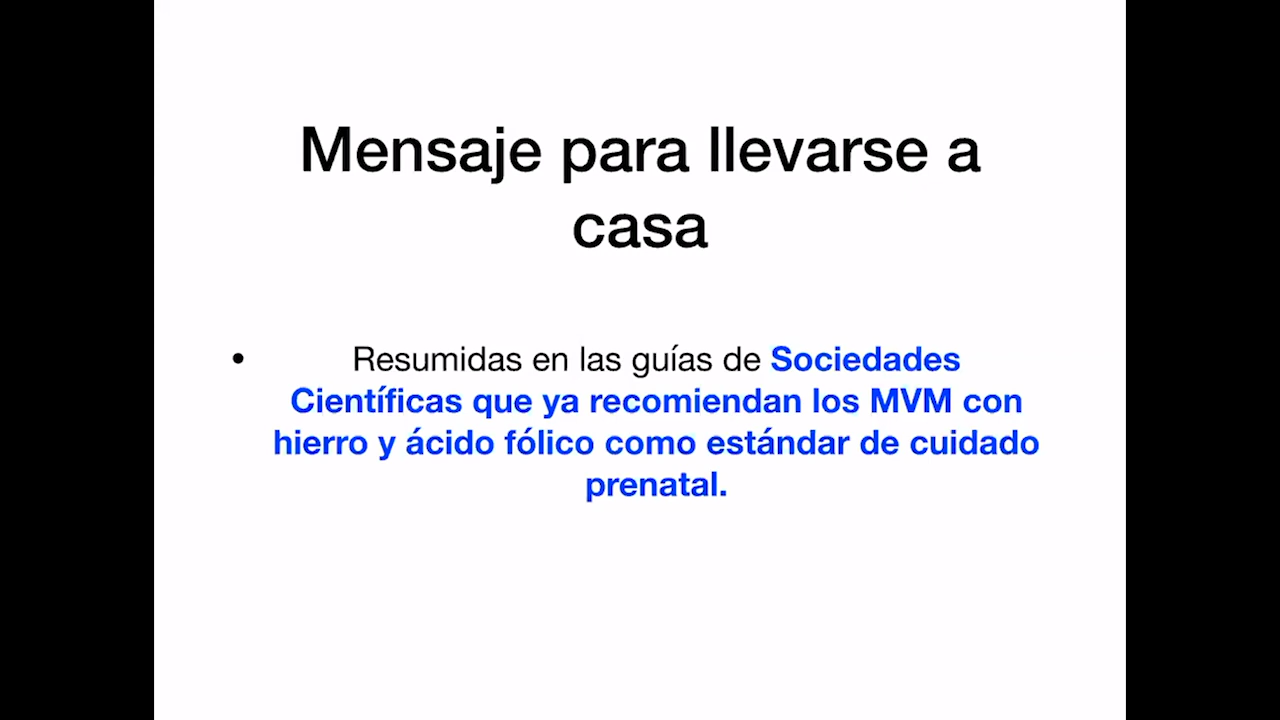 Mensaje para llevarse a
casa
• Resumidas en las guías de Sociedades
Científicas que ya recomiendan los MVM con
hierro y ácido fólico como estándar de cuidado
prenatal.